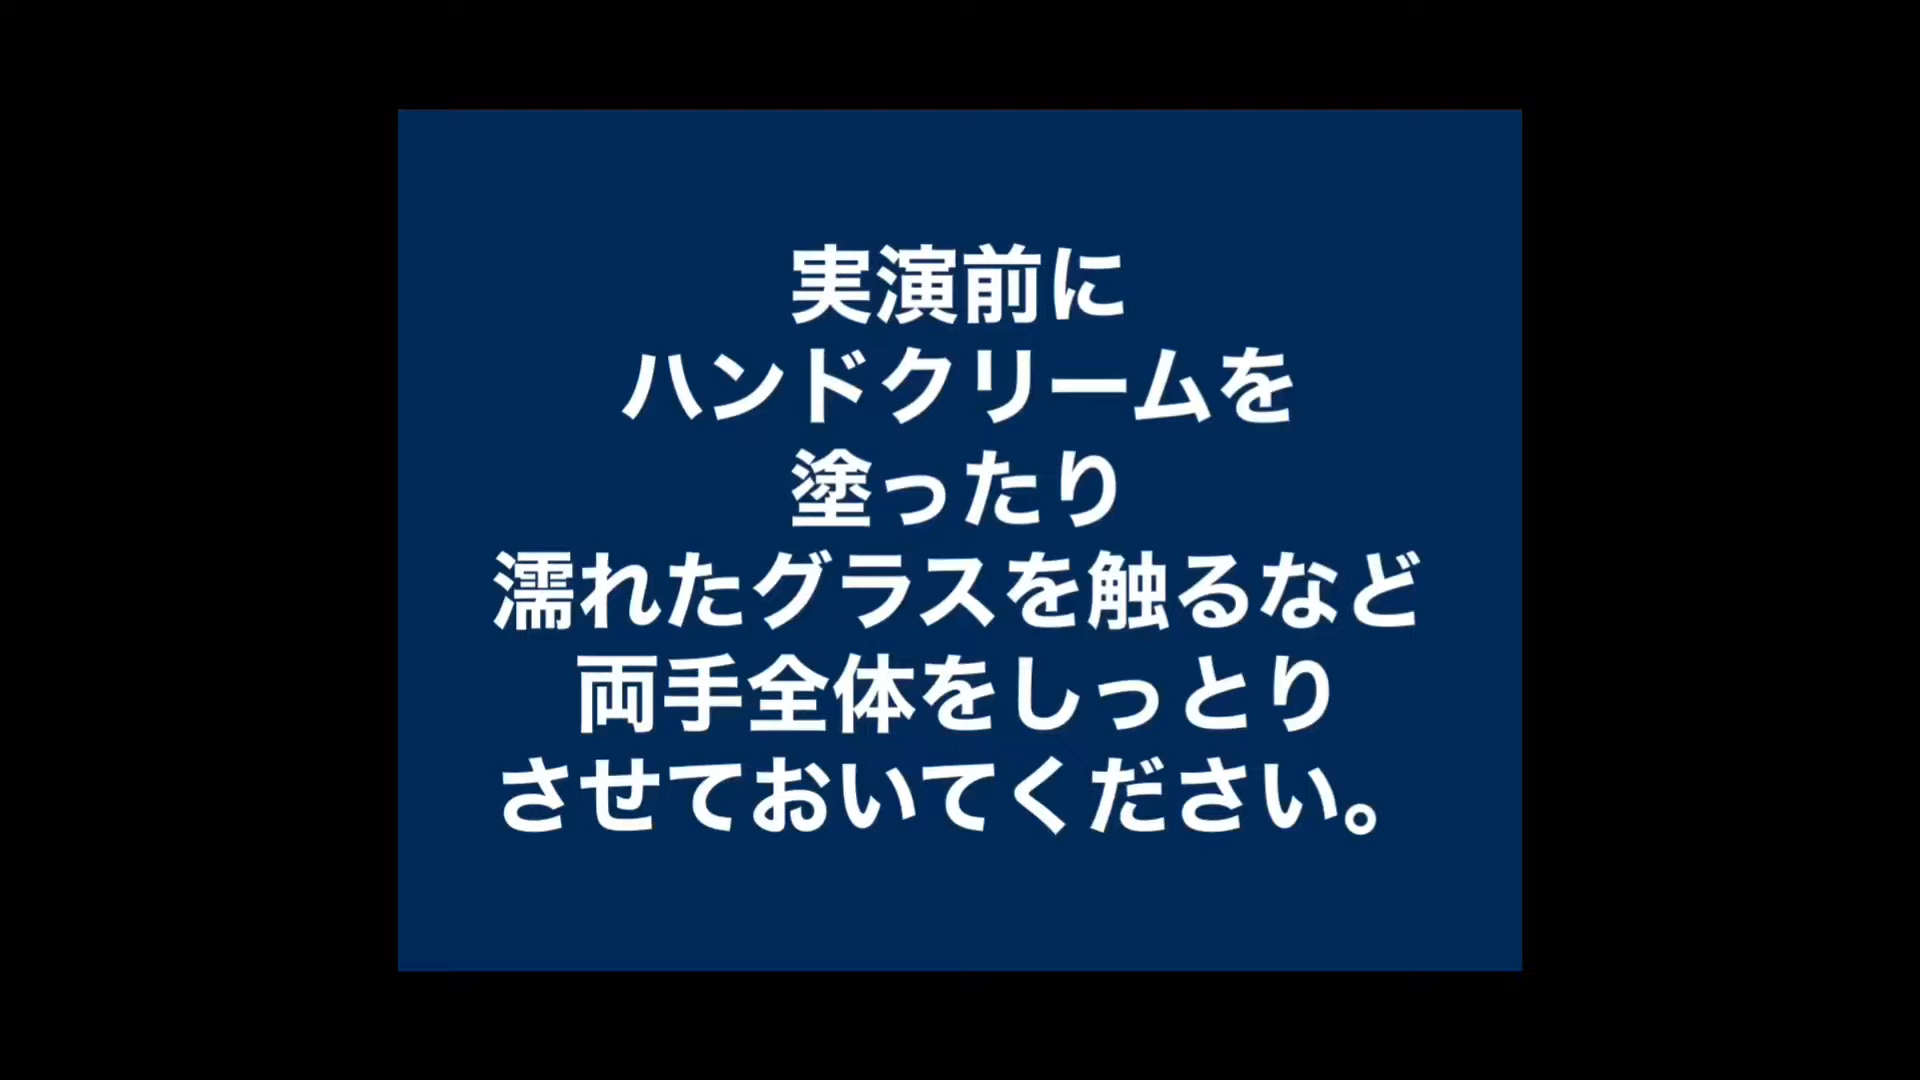 実演前に
ハンドクリームを
塗ったり
濡れたグラスを触るなど
両手全体をしっとり
させておいてください。